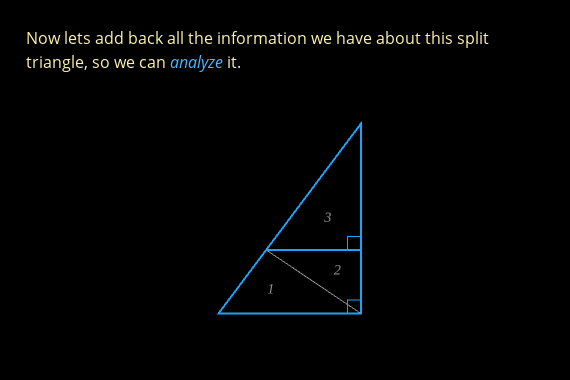 Now lets add back all the information we have about this split
triangle, so we can analyze it.
3
2
1